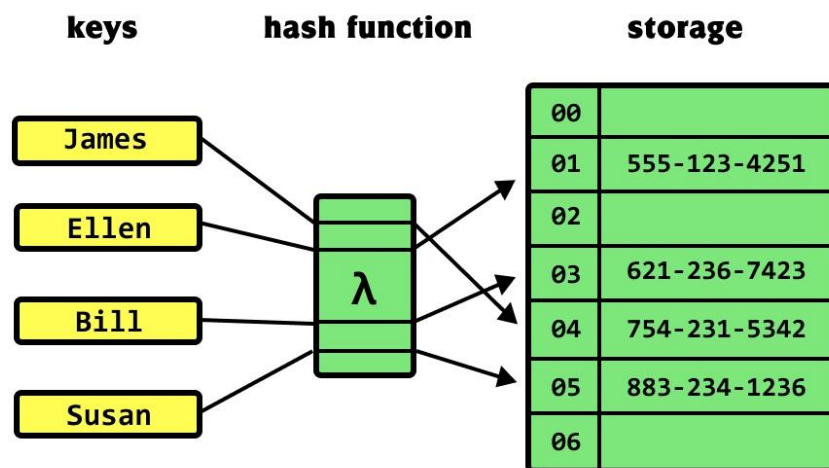 keys hash function storage
James
Ellen
Bill
Susan
λ
00
01 555-123-4251
02
03 621-236-7423
04 754-231-5342
05 883-234-1236
06